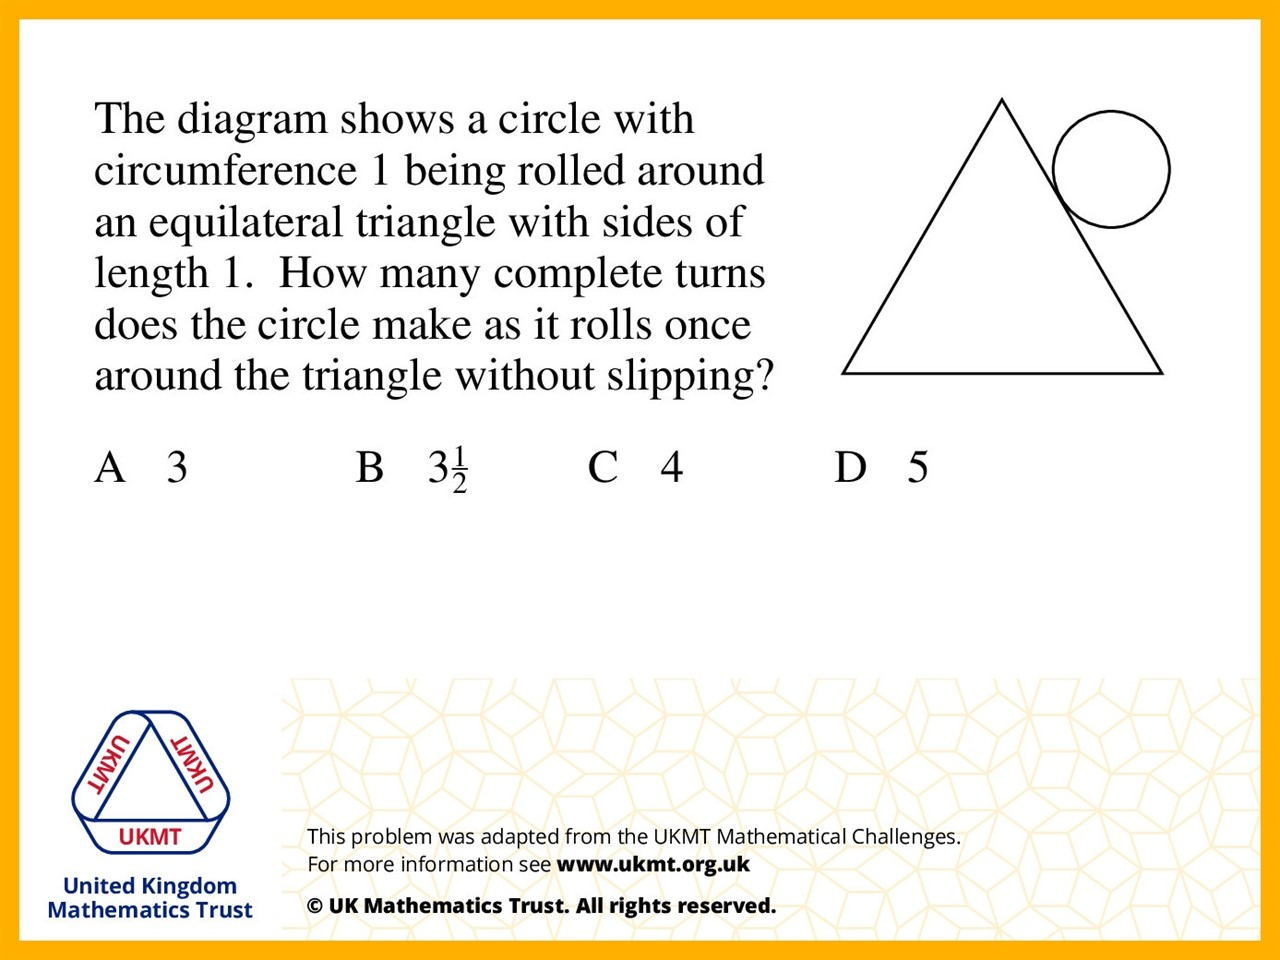 The diagram shows a circle with
circumference 1 being rolled around
an equilateral triangle with sides of
length 1.  How many complete turns
does the circle make as it rolls once
around the triangle without slipping?
A 3 B 3½ C 4 D 5
UKMT
UKMT
UKMT
United Kingdom
Mathematics Trust
This problem was adapted from the UKMT Mathematical Challenges.
For more information see www.ukmt.org.uk
© UK Mathematics Trust. All rights reserved.